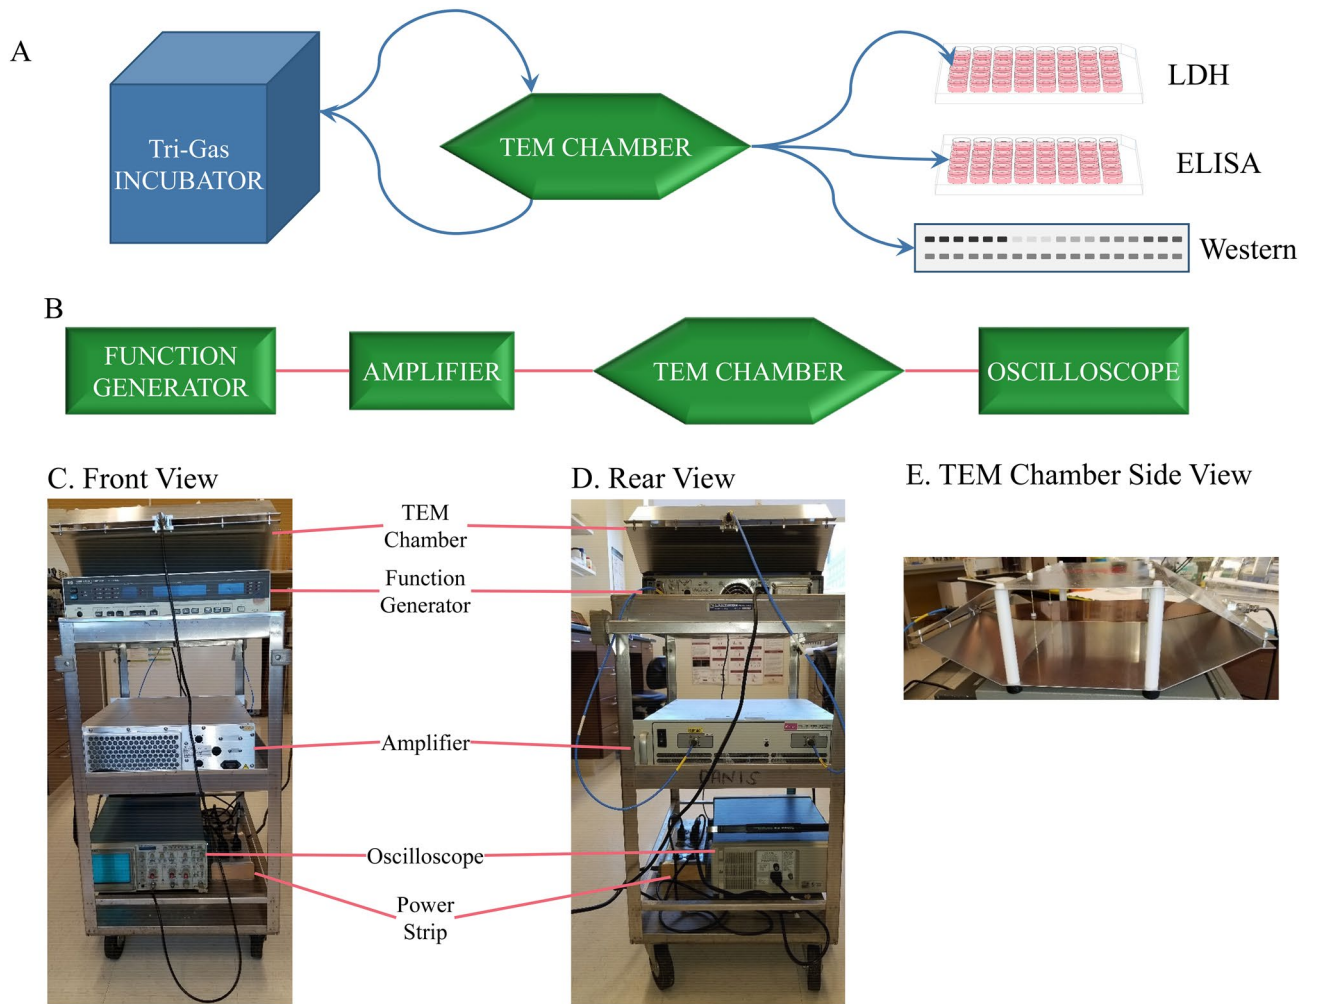 A
Tri-Gas
INCUBATOR
TEM CHAMBER
LDH
ELISA
Western
B
FUNCTION
GENERATOR
AMPLIFIER
TEM CHAMBER
OSCILLOSCOPE
C. Front View
D. Rear View
E. TEM Chamber Side View
TEM
Chamber
Function
Generator
Amplifier
DANIS
Oscilloscope
Power
Strip